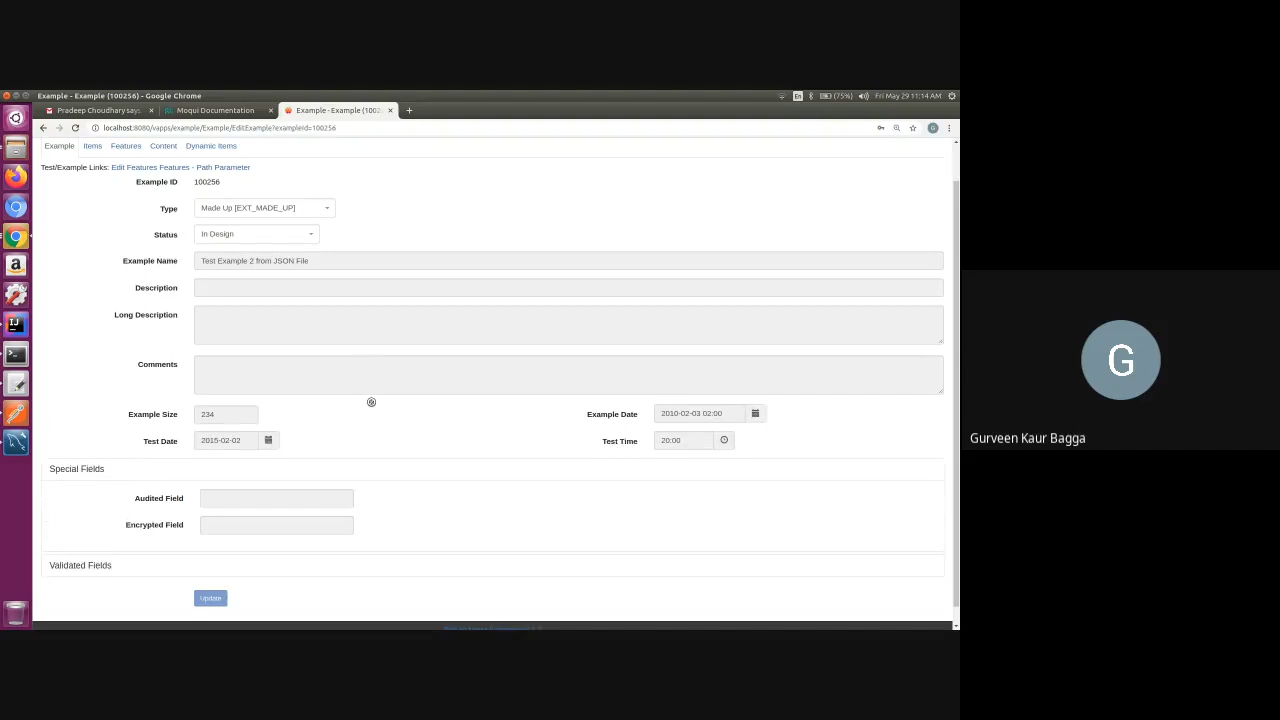 Example - Example (100256) - Google Chrome
En
(75%)
Fri May 29 11:14 AM
Pradeep Choudhary say
Moqui Documentation
Example - Example (100
localhost:8080/vapps/example/Example/EditExample?exampleId=100256
G
Example Items Features Content Dynamic Items
Test/Example Links: Edit Features Features - Path Parameter
Example ID 100256
Type Made Up [EXT_MADE_UP]
Status In Design
Example Name Test Example 2 from JSON File
Description
Long Description
Comments
Example Size 234 Example Date 2010-02-03 02:00
Test Date 2015-02-02 Test Time 20:00
Special Fields
Audited Field
Encrypted Field
Validated Fields
Update
G
Gurveen Kaur Bagga